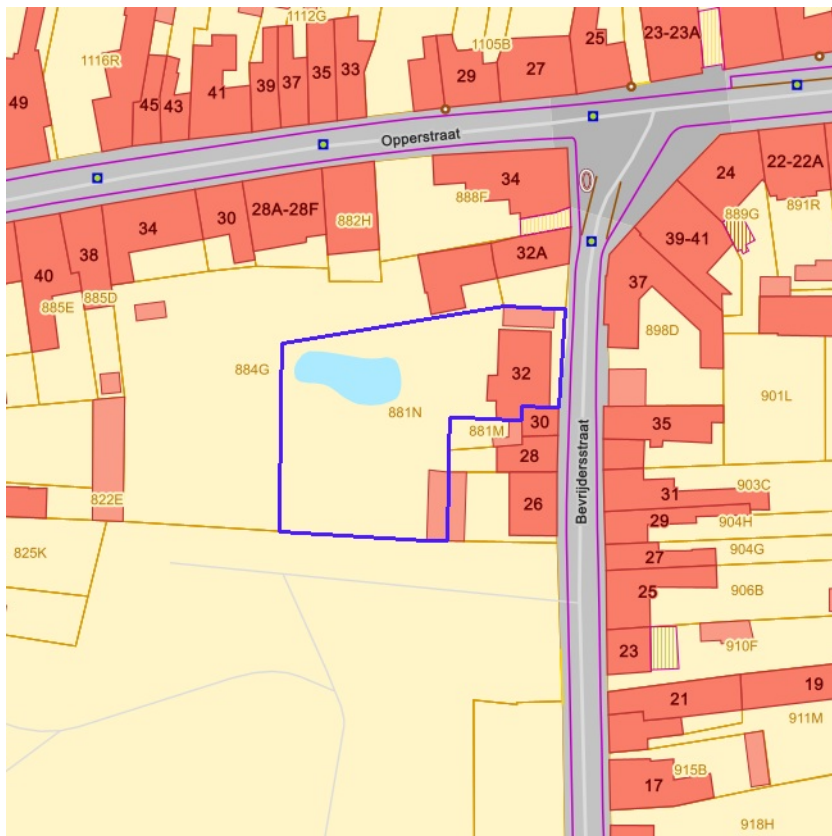 1112G
1116R
1105B
25
23-23A
49
45
43
41
39
37
35
33
29
27
Opperstraat
34
888F
24
22-22A
891R
889G
34
30
28A-28F
882H
32A
39-41
40
38
885E
885D
37
898D
884G
881N
32
901L
881M
30
35
28
Bevrijdersstraat
822E
26
31
903C
29
904H
825K
27
904G
25
906B
23
910F
21
19
911M
17
915B
918H